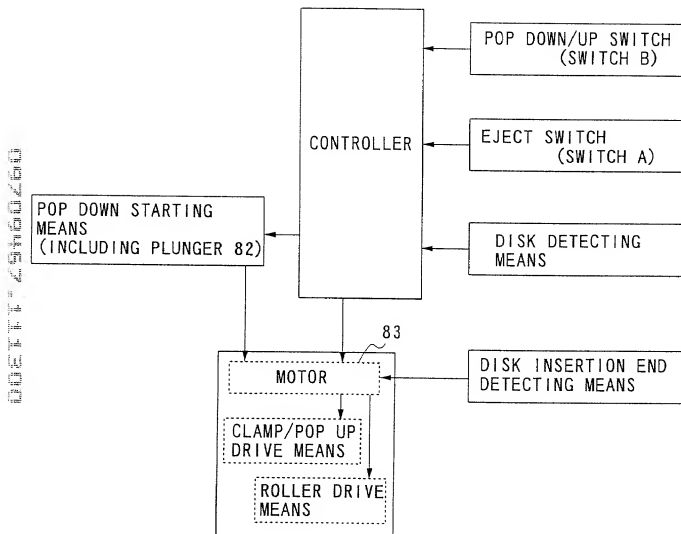 POP DOWN/UP SWITCH
(SWITCH B)
CONTROLLER
EJECT SWITCH
(SWITCH A)
POP DOWN STARTING
MEANS
(INCLUDING PLUNGER 82)
DISK DETECTING
MEANS
83
MOTOR
DISK INSERTION END
DETECTING MEANS
CLAMP/POP UP
DRIVE MEANS
ROLLER DRIVE
MEANS